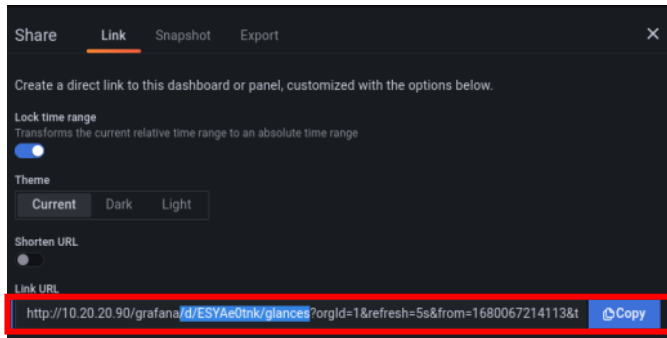 Share Link Snapshot Export
Create a direct link to this dashboard or panel, customized with the options below.
Lock time range
Transforms the current relative time range to an absolute time range
Theme
Current Dark Light
Shorten URL
Link URL
http://10.20.20.90/grafana/d/ESYAe0tnk/glances?orgId=1&refresh=5s&from=1680067214113&t Copy